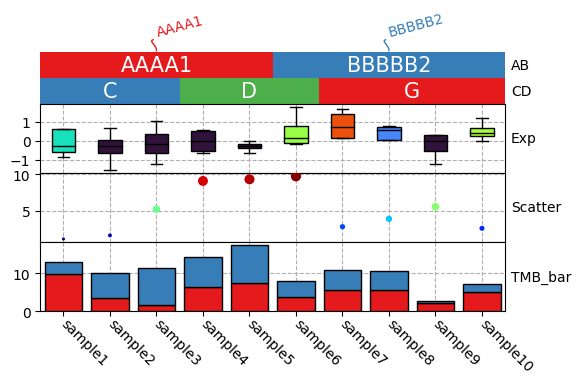 AAAA1 BBBBB2
AAAA1 BBBBB2 AB
C D G CD
1
0 Exp
−1
10
5 Scatter
10 TMB_bar
0
sample1 sample2 sample3 sample4 sample5 sample6 sample7 sample8 sample9 sample10